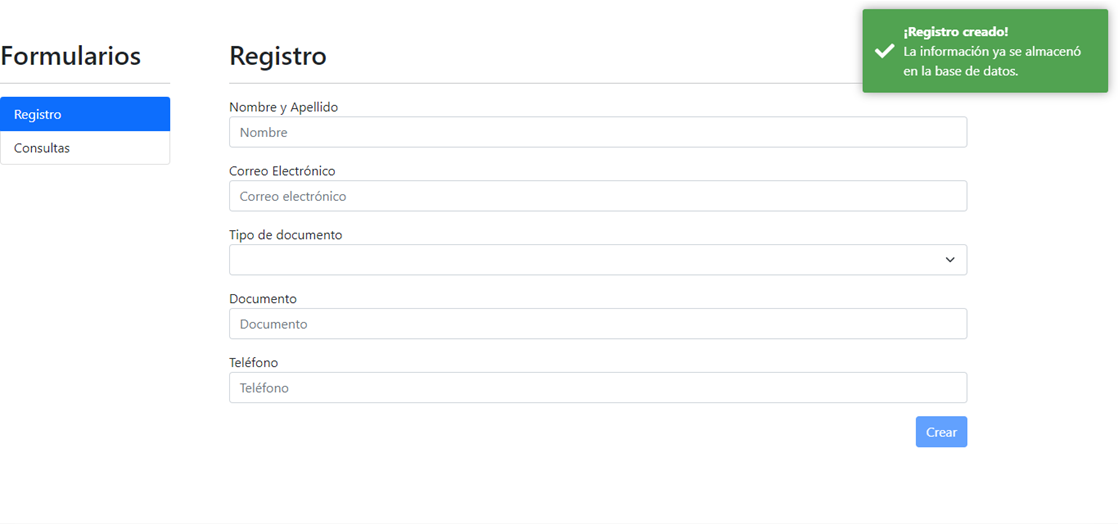 ¡Registro creado!
La información ya se almacenó
en la base de datos.
Formularios
Registro
Consultas
Registro
Nombre y Apellido
Nombre
Correo Electrónico
Correo electrónico
Tipo de documento
Documento
Documento
Teléfono
Teléfono
Crear